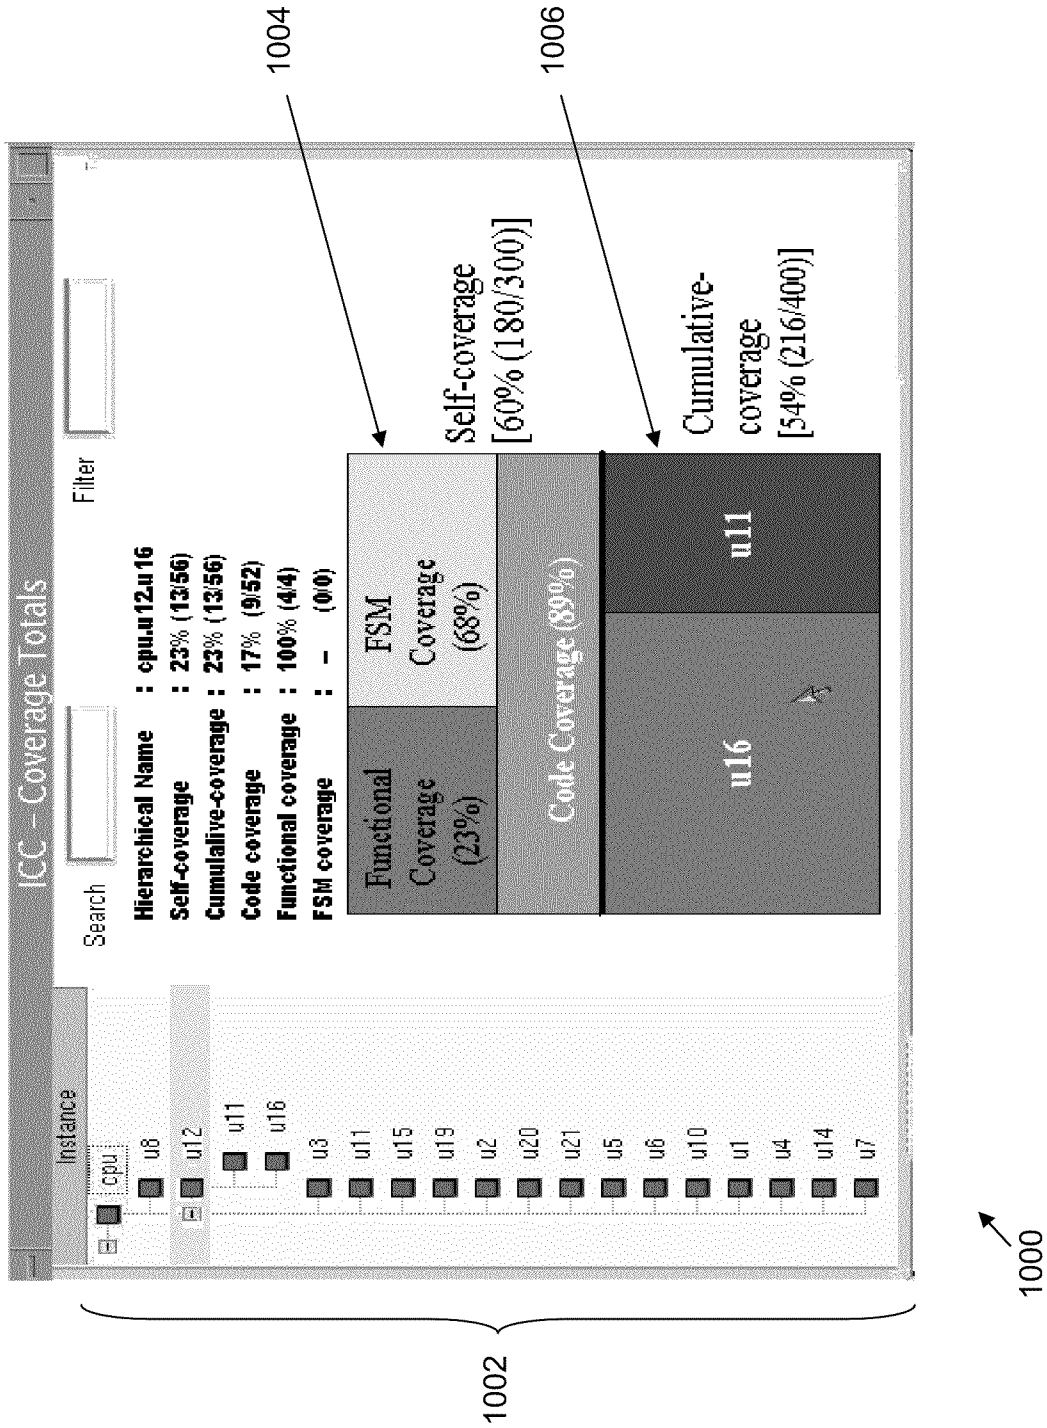 ICC – Coverage Totals
Instance
cpu
u8
u12
u11
u16
u3
u11
u15
u19
u2
u20
u21
u5
u6
u10
u1
u4
u14
u7
Search
Filter
Hierarchical Name : cpu.u12.u16
Self-coverage : 23% (13/56)
Cumulative-coverage : 23% (13/56)
Code coverage : 17% (9/52)
Functional coverage : 100% (4/4)
FSM coverage : – (0/0)
Functional
Coverage
(23%)
FSM
Coverage
(68%)
Code Coverage (89%)
u16
u11
Self-coverage
[60% (180/300)]
Cumulative-
coverage
[54% (216/400)]
1004
1006
1002
1000